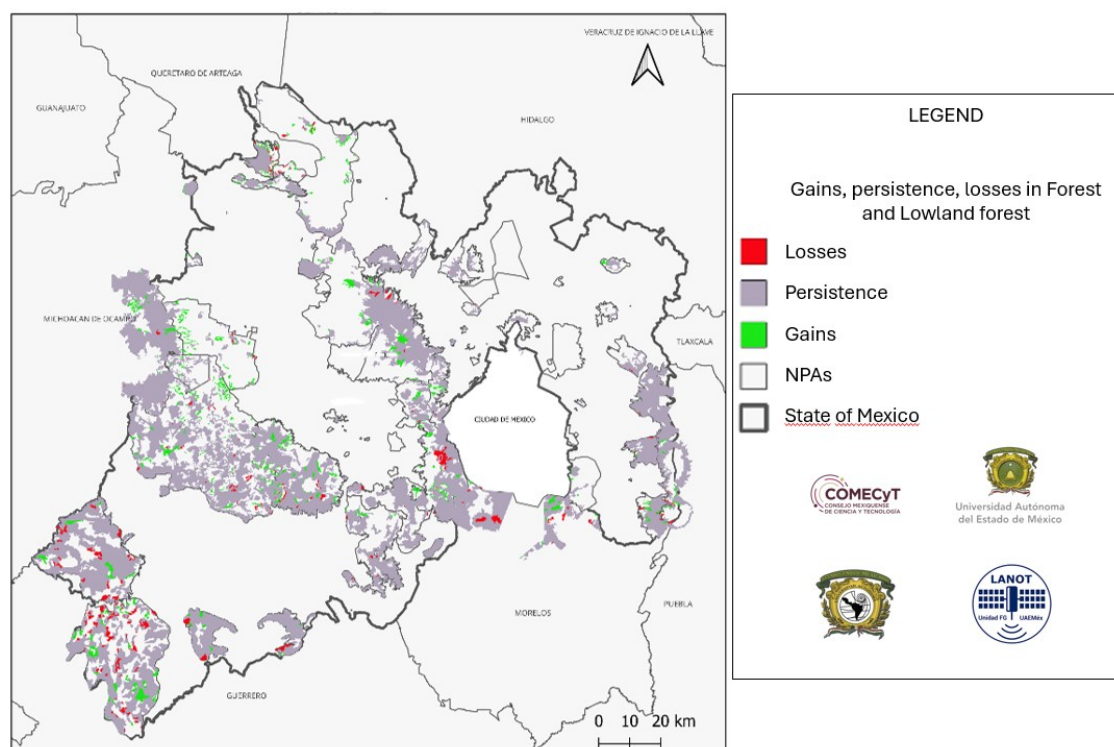 VERACRUZ DE IGNACIO DE LA LLAVE
QUERETARO DE ARTEAGA
GUANAJUATO
HIDALGO
MICHOACAN DE OCAMPO
TLAXCALA
CIUDAD DE MEXICO
MORELOS
PUEBLA
GUERRERO
0 10 20 km
LEGEND
Gains, persistence, losses in Forest
and Lowland forest
Losses
Persistence
Gains
NPAs
State of Mexico
COMECyT
CONSEJO MEXIQUENSE
DE CIENCIA Y TECNOLOGÍA
Universidad Autónoma
del Estado de México
LANOT
Unidad FG UAEMéx